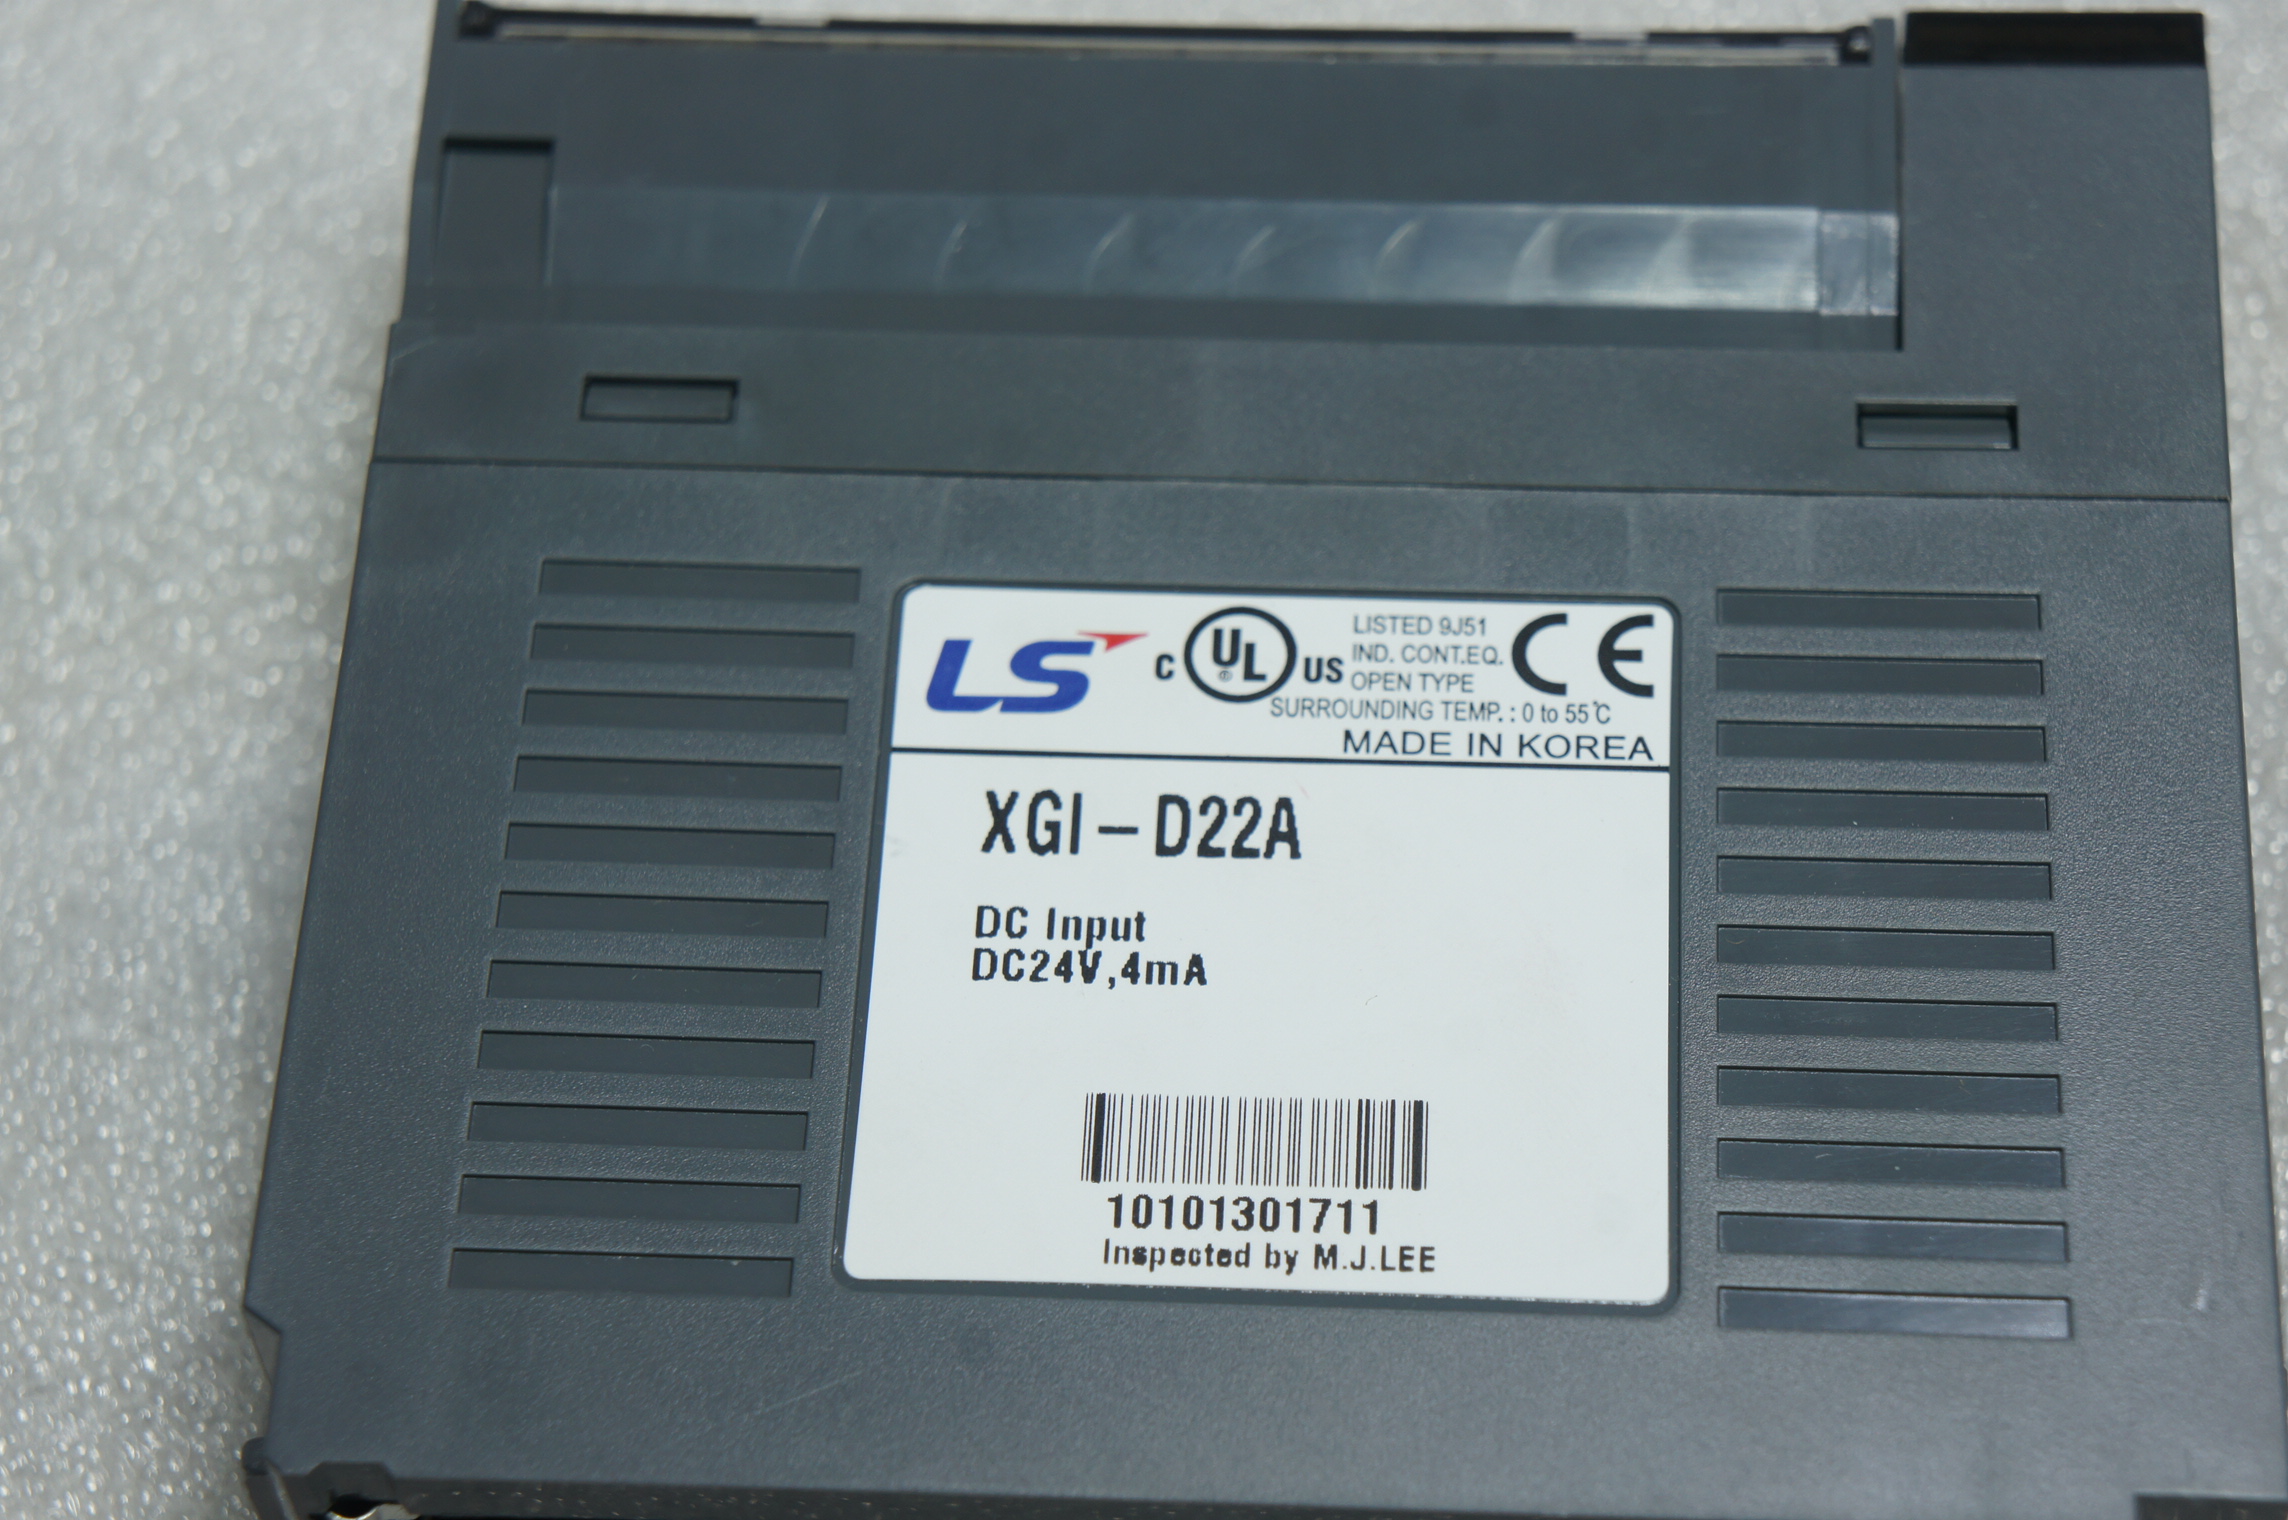 LS
C UL US
LISTED 9J51
IND. CONT.EQ.
OPEN TYPE
CE
SURROUNDING TEMP. : 0 to 55℃
MADE IN KOREA
XGI-D22A
DC Input
DC24V,4mA
10101301711
Inspected by M.J.LEE